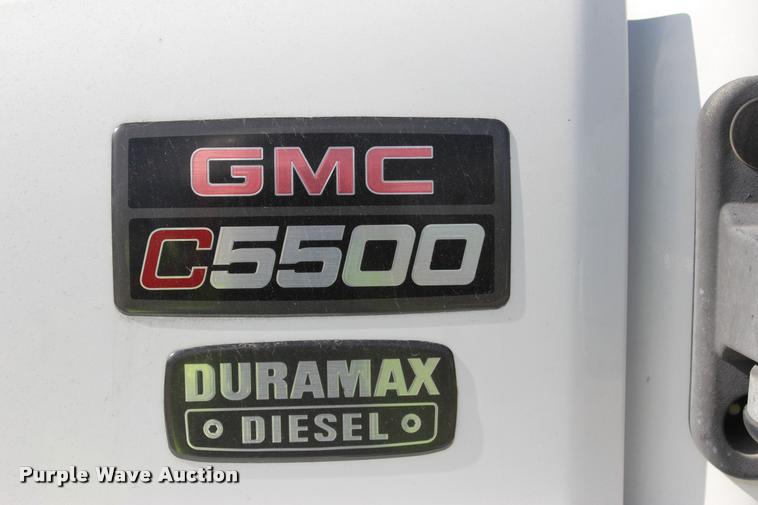 GMC
C5500
DURAMAX
DIESEL
Purple Wave Auction